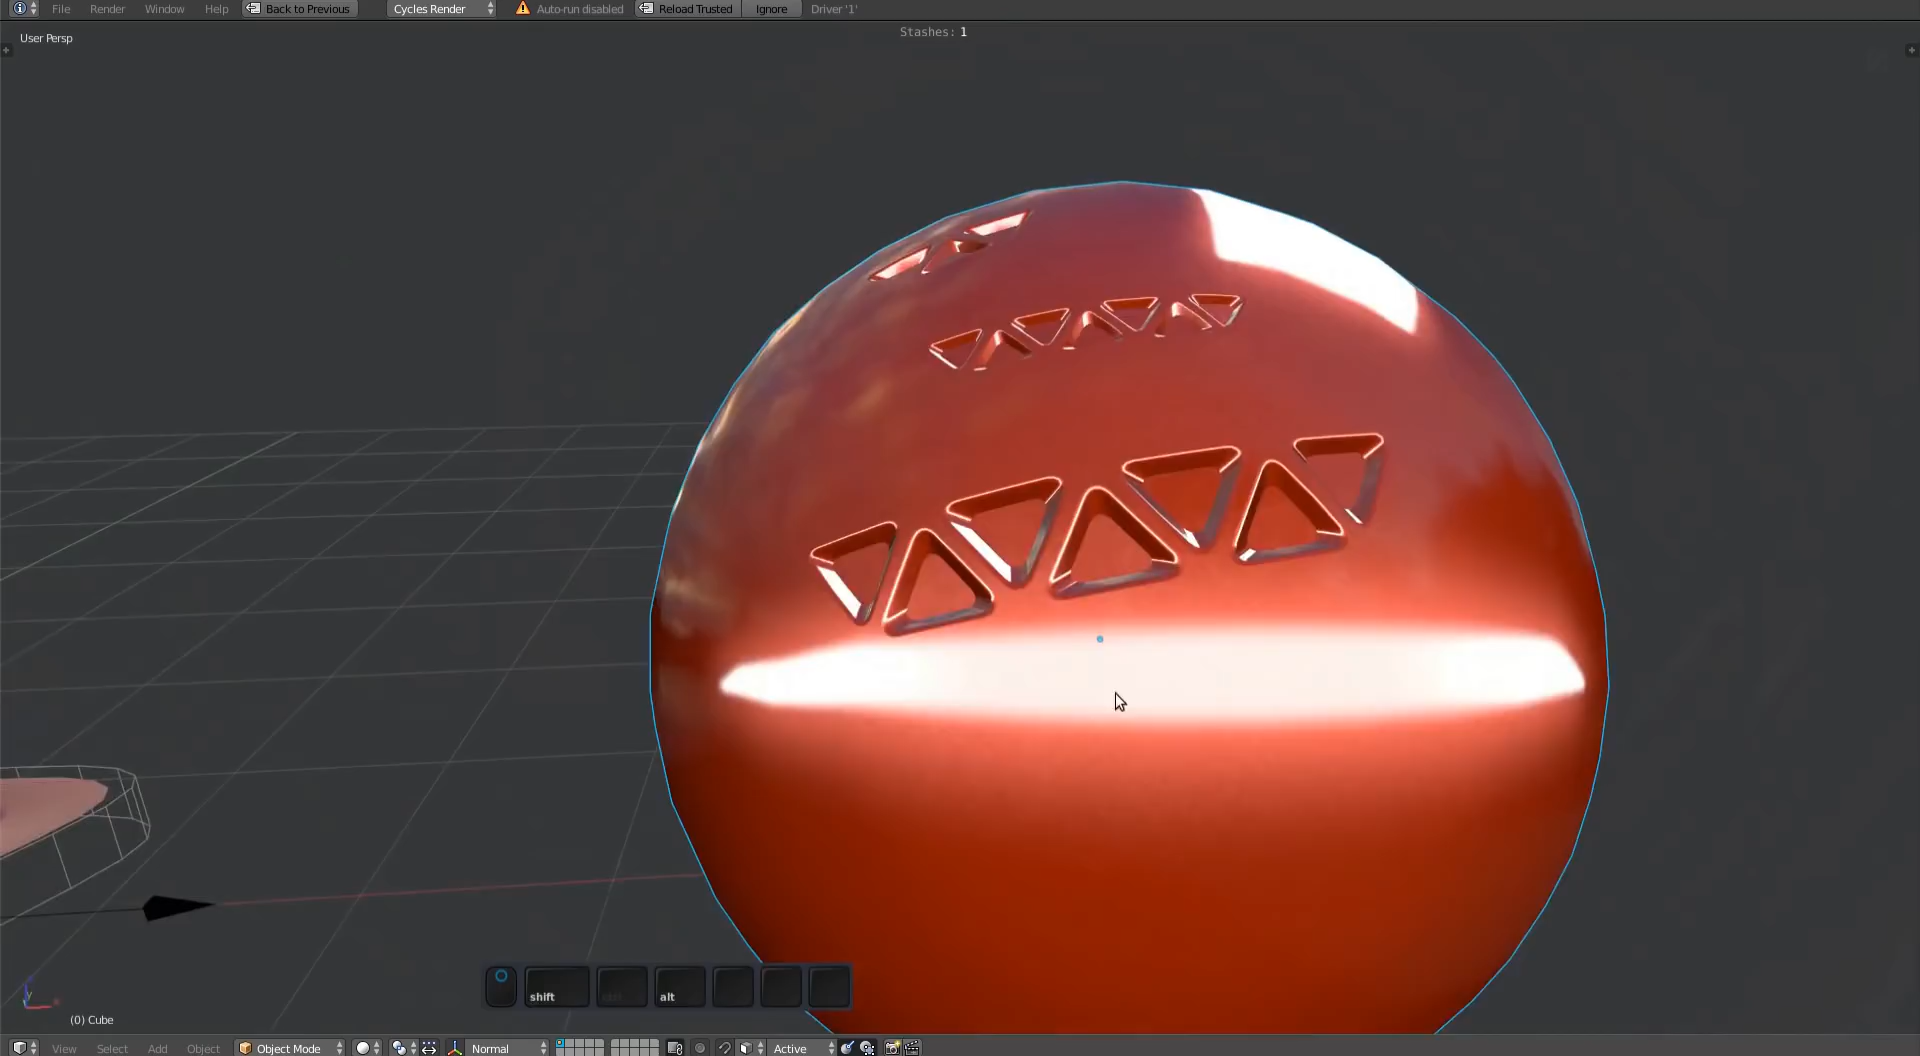 File Render Window Help Back to Previous Cycles Render Auto-run disabled Reload Trusted Ignore Driver '1'
Stashes: 1
User Persp
shift ctrl alt
y
(0) Cube
View Select Add Object Object Mode Normal Active